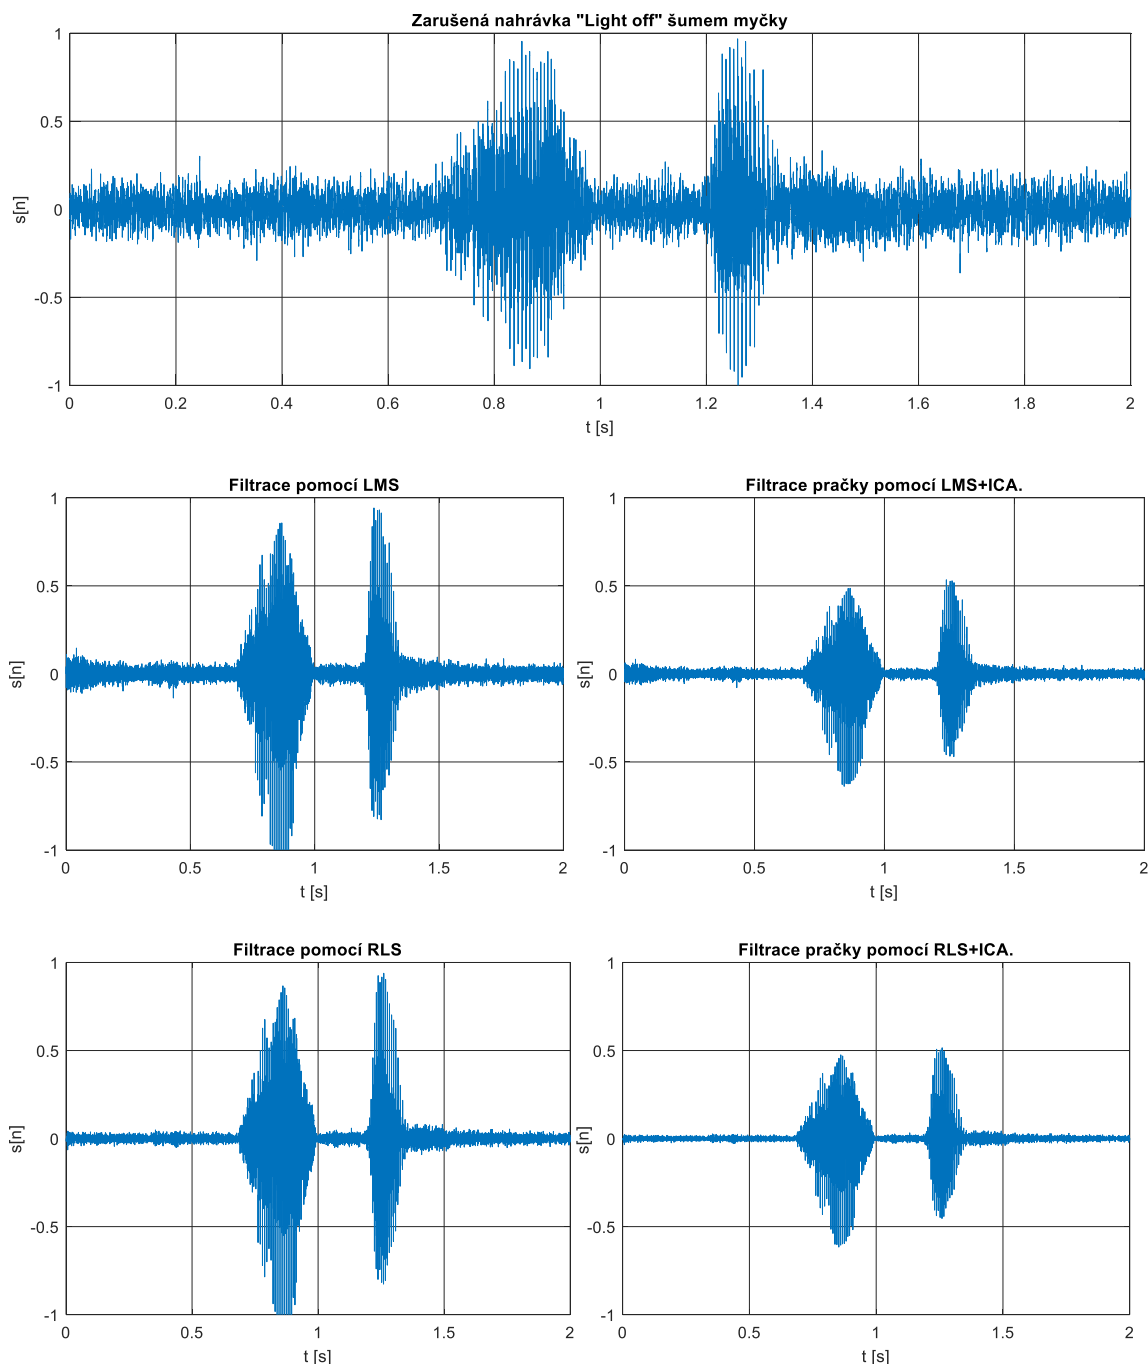 Zarušená nahrávka "Light off" šumem myčky
1
0.5
0
-0.5
-1
s[n]
0 0.2 0.4 0.6 0.8 1 1.2 1.4 1.6 1.8 2
t [s]
Filtrace pomocí LMS
1
0.5
0
-0.5
-1
s[n]
0 0.5 1 1.5 2
t [s]
Filtrace pračky pomocí LMS+ICA.
1
0.5
0
-0.5
-1
s[n]
0 0.5 1 1.5 2
t [s]
Filtrace pomocí RLS
1
0.5
0
-0.5
-1
s[n]
0 0.5 1 1.5 2
t [s]
Filtrace pračky pomocí RLS+ICA.
1
0.5
0
-0.5
-1
s[n]
0 0.5 1 1.5 2
t [s]